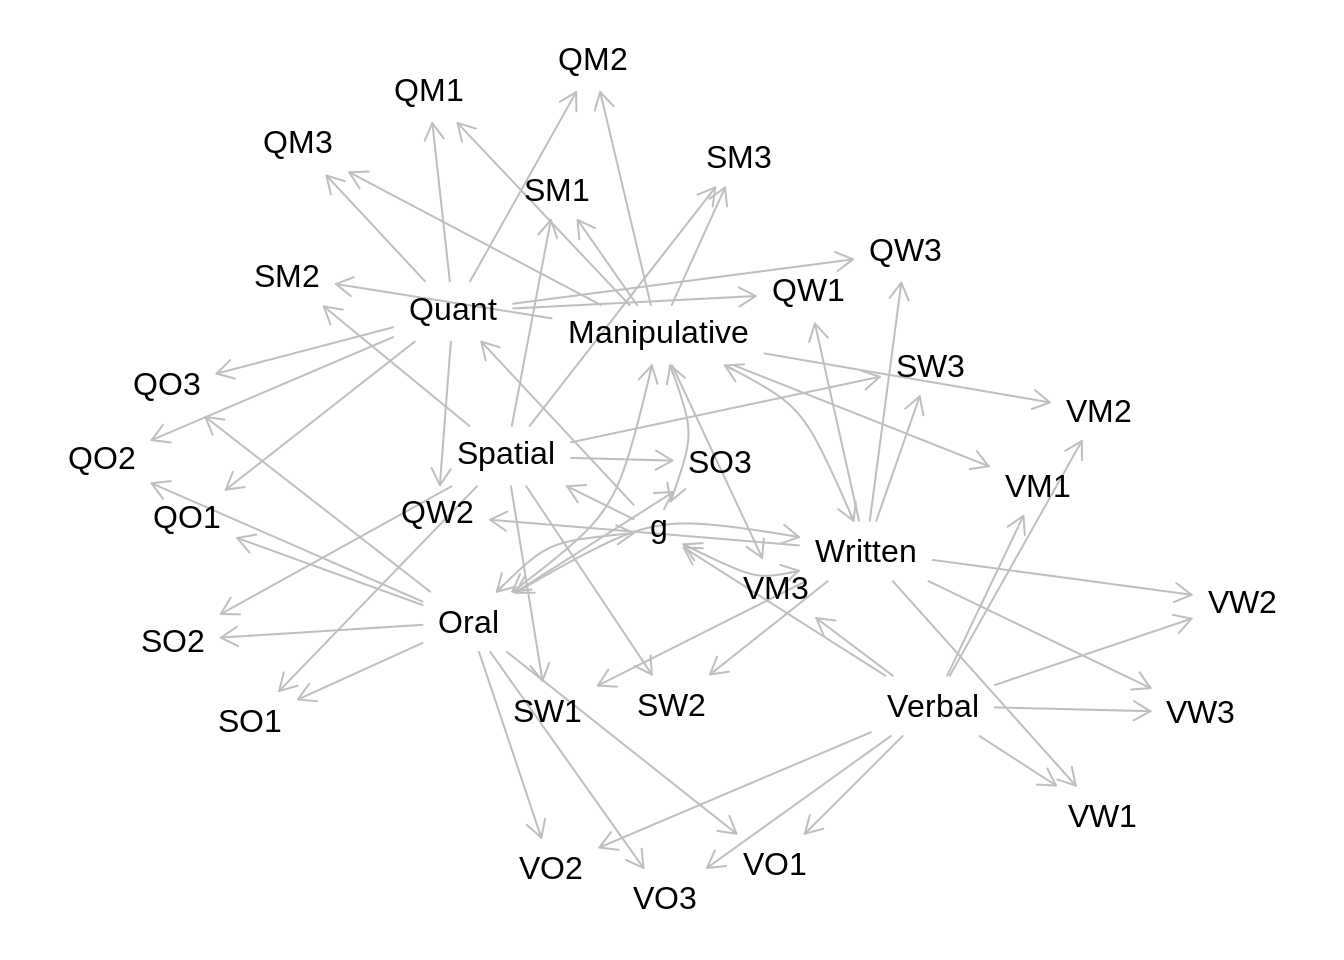 QM2
QM1
QM3
SM3
SM1
QW3
SM2
QW1
Quant
Manipulative
SW3
QO3
VM2
Spatial
QO2
SO3
VM1
QW2
QO1
g
Written
VM3
VW2
Oral
SO2
SW2
Verbal
SW1
VW3
SO1
VW1
VO1
VO2
VO3